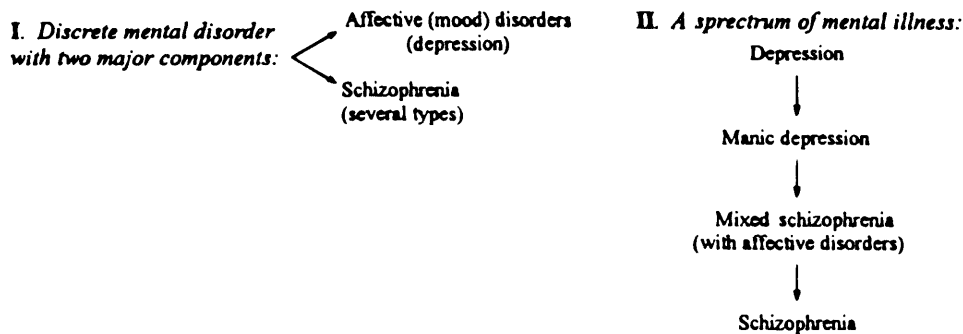 I. Discrete mental disorder
with two major components:
Affective (mood) disorders
(depression)
Schizophrenia
(several types)
II. A sprectrum of mental illness:
Depression
Manic depression
Mixed schizophrenia
(with affective disorders)
Schizophrenia